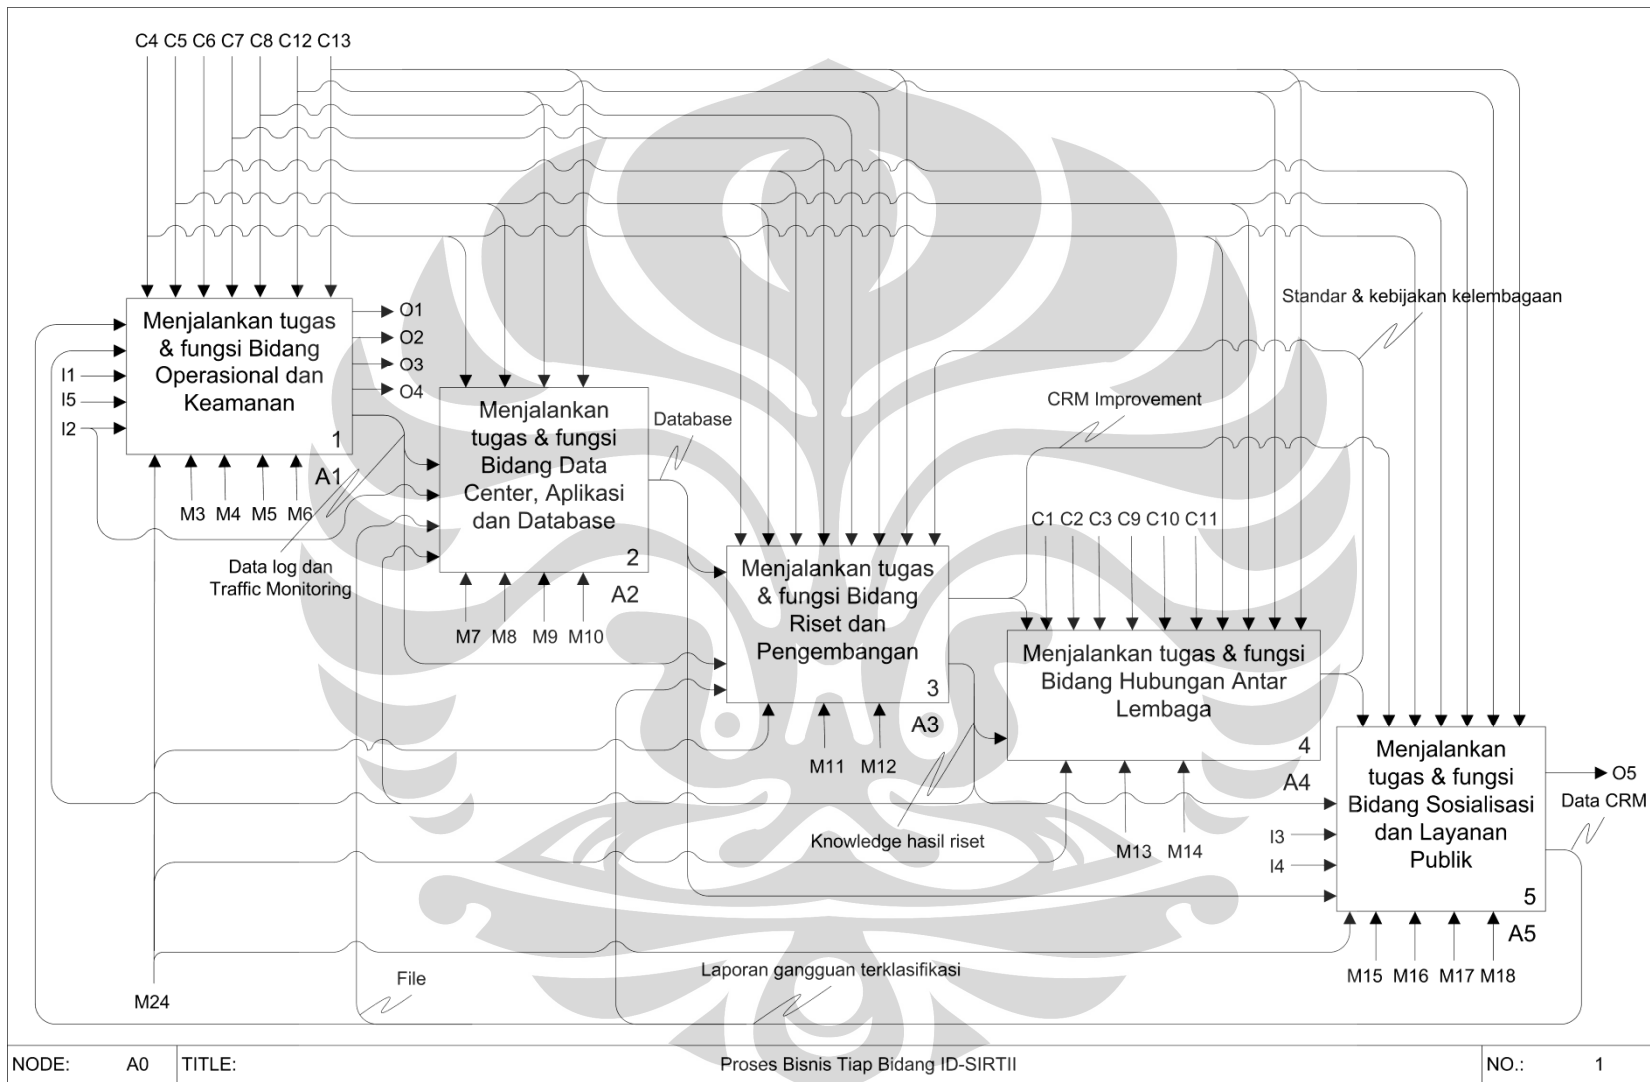 C4 C5 C6 C7 C8 C12 C13
Standar & kebijakan kelembagaan
Menjalankan tugas
& fungsi Bidang
Operasional dan
Keamanan
1
A1
O1
O2
O3
O4
I1
I5
I2
M3 M4 M5 M6
Data log dan
Traffic Monitoring
Menjalankan
tugas & fungsi
Bidang Data
Center, Aplikasi
dan Database
2
A2
Database
M7 M8 M9 M10
CRM Improvement
Menjalankan tugas
& fungsi Bidang
Riset dan
Pengembangan
3
A3
M11 M12
C1 C2 C3 C9 C10 C11
Menjalankan tugas & fungsi
Bidang Hubungan Antar
Lembaga
4
A4
M13 M14
Knowledge hasil riset
Menjalankan
tugas & fungsi
Bidang Sosialisasi
dan Layanan
Publik
5
A5
O5
Data CRM
I3
I4
M15 M16 M17 M18
M24
File
Laporan gangguan terklasifikasi
NODE: A0 TITLE: Proses Bisnis Tiap Bidang ID-SIRTII NO.: 1